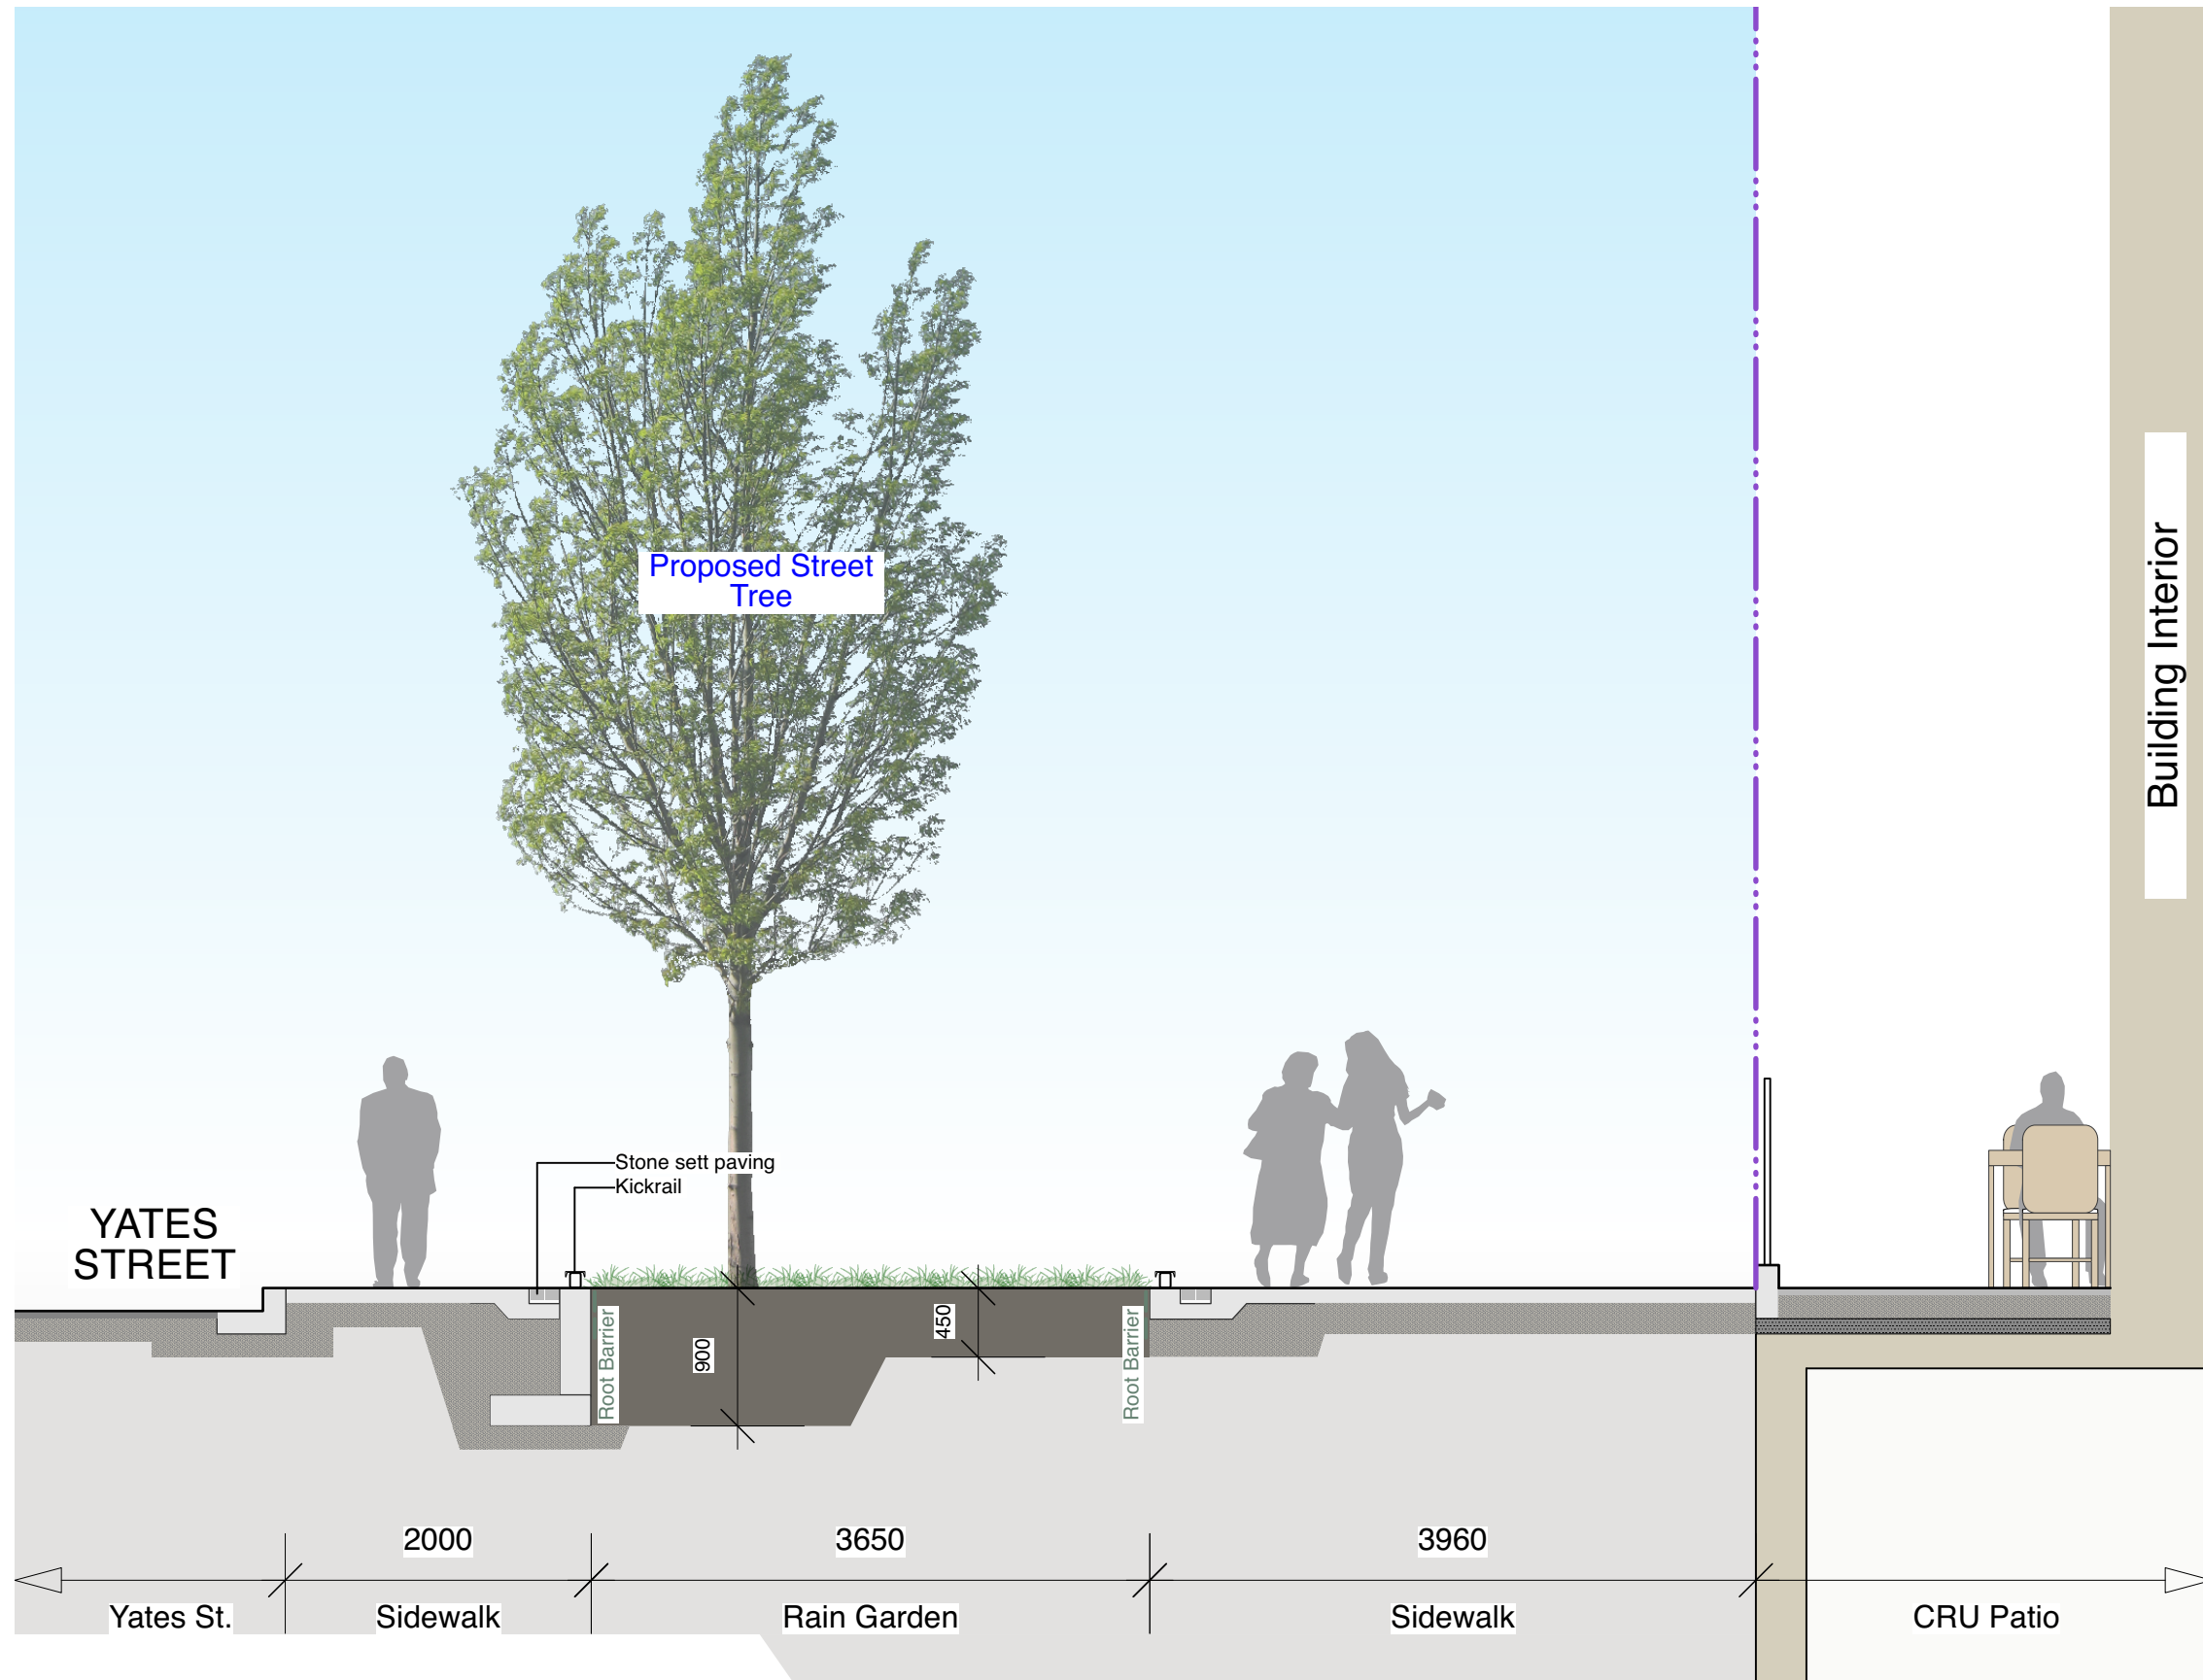 Proposed Street
Tree
Building Interior
Stone sett paving
Kickrail
YATES
STREET
Root Barrier
900
450
Root Barrier
2000
3650
3960
Yates St.
Sidewalk
Rain Garden
Sidewalk
CRU Patio